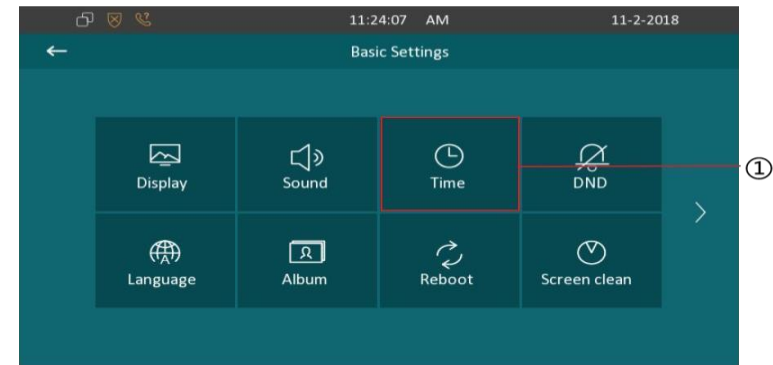 11:24:07 AM 11-2-2018
Basic Settings
Display Sound Time DND
①
Language Album Reboot Screen clean